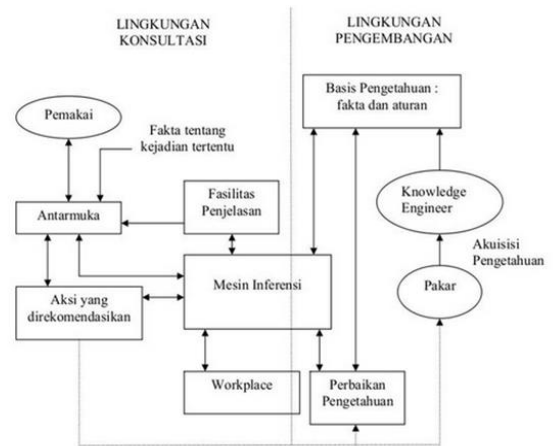 LINGKUNGAN
KONSULTASI
LINGKUNGAN
PENGEMBANGAN
Pemakai
Fakta tentang
kejadian tertentu
Basis Pengetahuan :
fakta dan aturan
Antarmuka
Fasilitas
Penjelasan
Knowledge
Engineer
Akuisisi
Pengetahuan
Aksi yang
direkomendasikan
Mesin Inferensi
Pakar
Workplace
Perbaikan
Pengetahuan